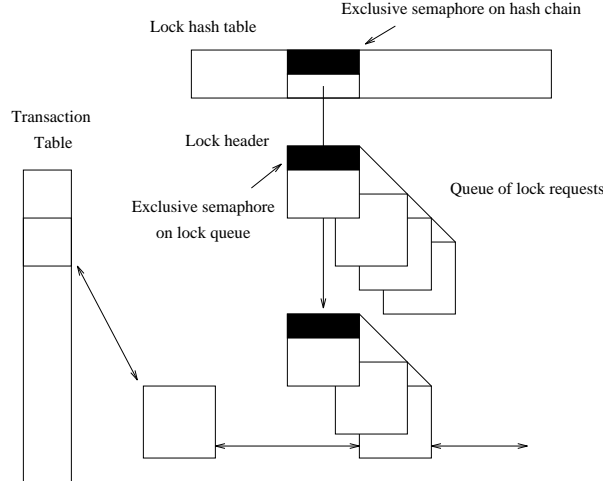 Exclusive semaphore on hash chain
Lock hash table
Transaction
Table
Lock header
Queue of lock requests
Exclusive semaphore
on lock queue